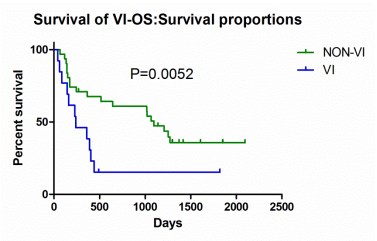 Survival of VI-OS:Survival proportions
100
50
0
Percent survival
P=0.0052
NON-VI
VI
0 500 1000 1500 2000 2500
Days